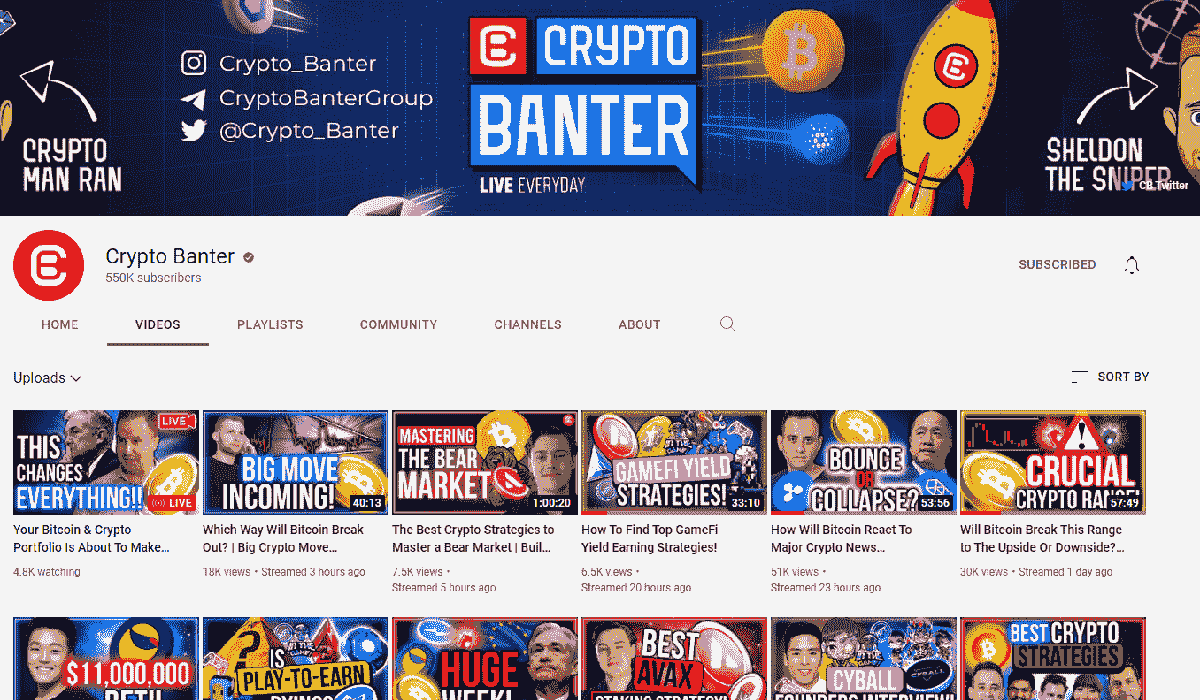 Crypto_Banter
CryptoBanterGroup
@Crypto_Banter
CRYPTO
BANTER
LIVE EVERYDAY
CRYPTO
MAN RAN
SHELDON
THE SNIPER
CB Twitter
Crypto Banter
550K subscribers
SUBSCRIBED
HOME VIDEOS PLAYLISTS COMMUNITY CHANNELS ABOUT
Uploads
SORT BY
LIVE
THIS
CHANGES
EVERYTHING!!
LIVE
Your Bitcoin & Crypto
Portfolio Is About To Make...
4.8K watching
BIG MOVE
INCOMING!
40:13
Which Way Will Bitcoin Break
Out? | Big Crypto Move...
18K views • Streamed 3 hours ago
MASTERING
THE BEAR
MARKET
1:00:20
The Best Crypto Strategies to
Master a Bear Market | Buil...
7.5K views •
Streamed 5 hours ago
GAMEFI YIELD
STRATEGIES!
33:10
How To Find Top GameFi
Yield Earning Strategies!
6.5K views •
Streamed 20 hours ago
BOUNCE
OR
COLLAPSE?
53:56
How Will Bitcoin React To
Major Crypto News...
51K views •
Streamed 23 hours ago
CRUCIAL
CRYPTO
57:49
Will Bitcoin Break This Range
to The Upside Or Downside?...
30K views • Streamed 1 day ago
$11,000,000
IS
PLAY-TO-EARN
HUGE
WEEK!
BEST
AVAX
STAKING
CYBALL
FOUNDERS INTERVIEW!
BEST CRYPTO
STRATEGIES